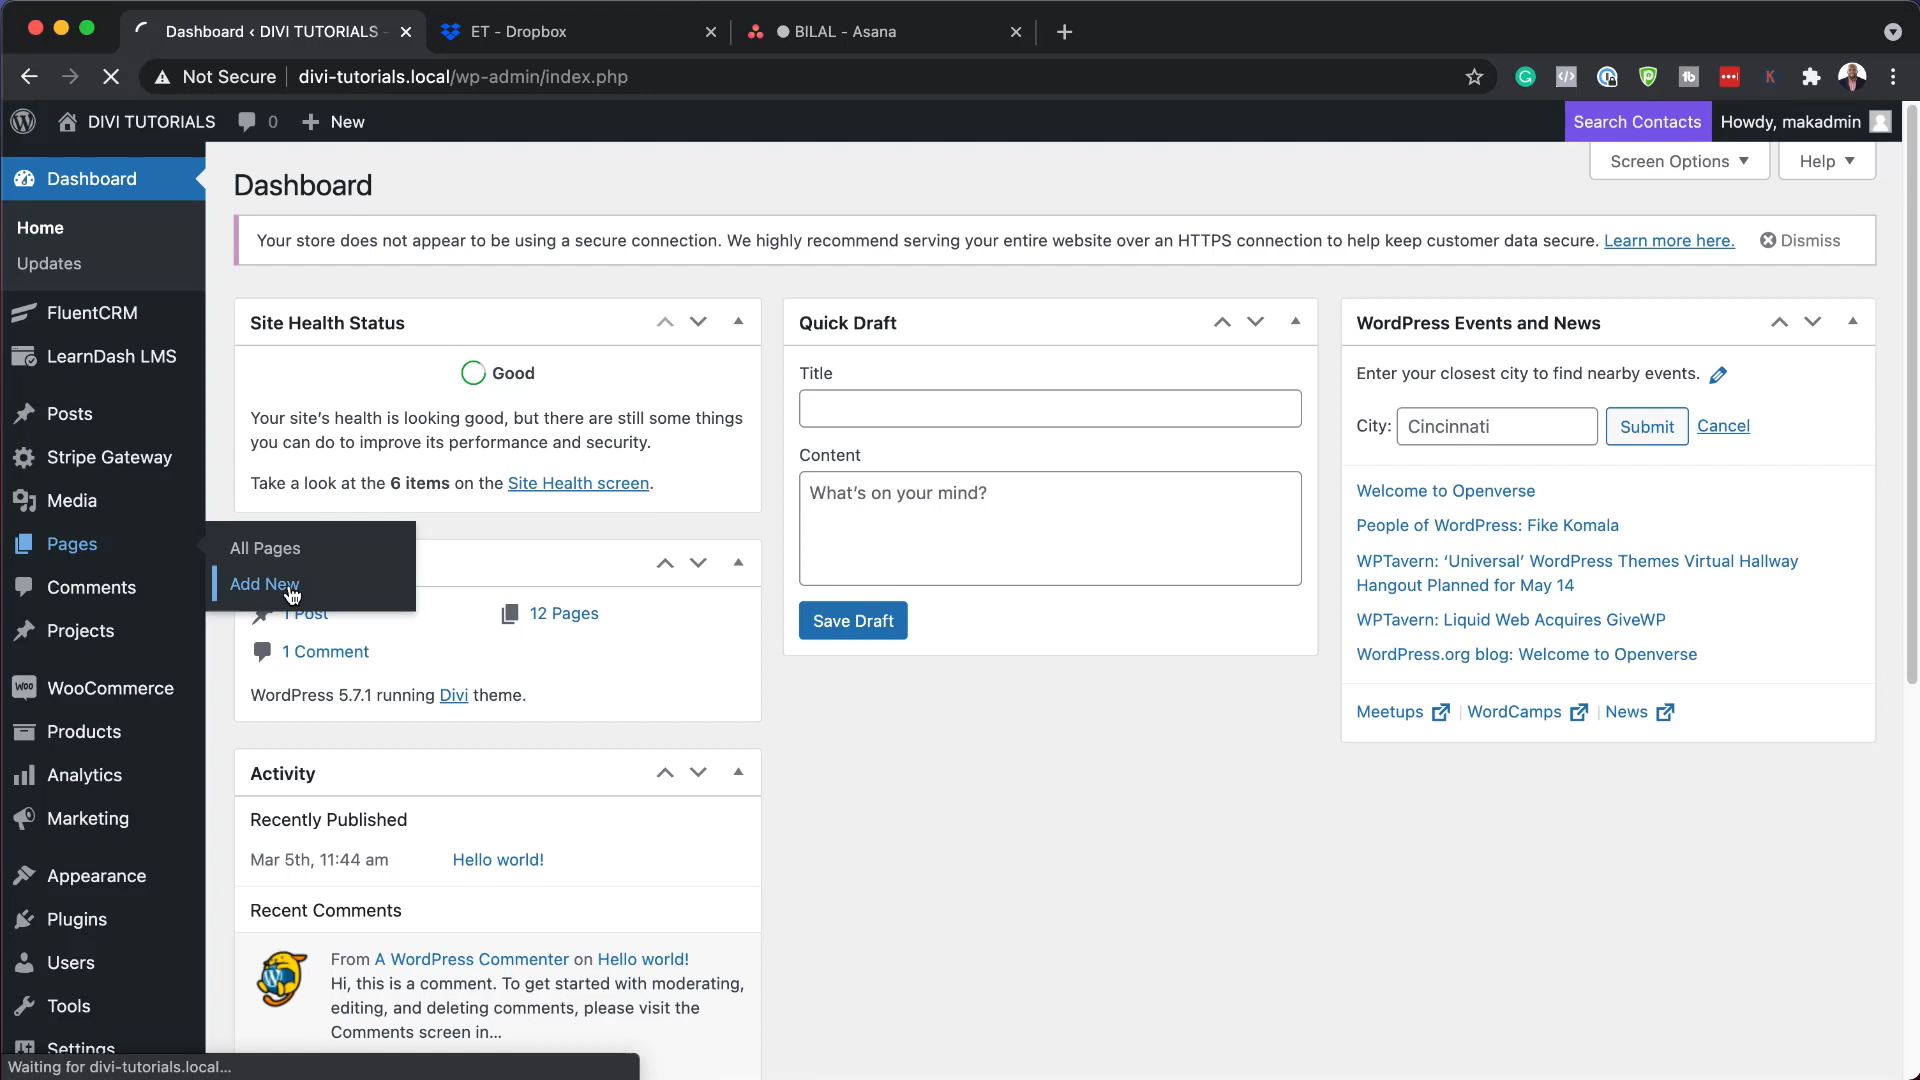 Dashboard ‹ DIVI TUTORIALS -
ET - Dropbox
BILAL - Asana
Not Secure
divi-tutorials.local/wp-admin/index.php
DIVI TUTORIALS
0
New
Search Contacts
Howdy, makadmin
Dashboard
Home
Updates
FluentCRM
LearnDash LMS
Posts
Stripe Gateway
Media
Pages
Comments
Projects
WooCommerce
Products
Analytics
Marketing
Appearance
Plugins
Users
Tools
Settings
All Pages
Add New
Screen Options
Help
Dashboard
Your store does not appear to be using a secure connection. We highly recommend serving your entire website over an HTTPS connection to help keep customer data secure. Learn more here.
Dismiss
Site Health Status
Good
Your site's health is looking good, but there are still some things
you can do to improve its performance and security.
Take a look at the 6 items on the Site Health screen.
1 Post
12 Pages
1 Comment
WordPress 5.7.1 running Divi theme.
Activity
Recently Published
Mar 5th, 11:44 am
Hello world!
Recent Comments
From A WordPress Commenter on Hello world!
Hi, this is a comment. To get started with moderating,
editing, and deleting comments, please visit the
Comments screen in...
Quick Draft
Title
Content
What's on your mind?
Save Draft
WordPress Events and News
Enter your closest city to find nearby events.
City:
Cincinnati
Submit
Cancel
Welcome to Openverse
People of WordPress: Fike Komala
WPTavern: ‘Universal’ WordPress Themes Virtual Hallway
Hangout Planned for May 14
WPTavern: Liquid Web Acquires GiveWP
WordPress.org blog: Welcome to Openverse
Meetups | WordCamps | News
Waiting for divi-tutorials.local...